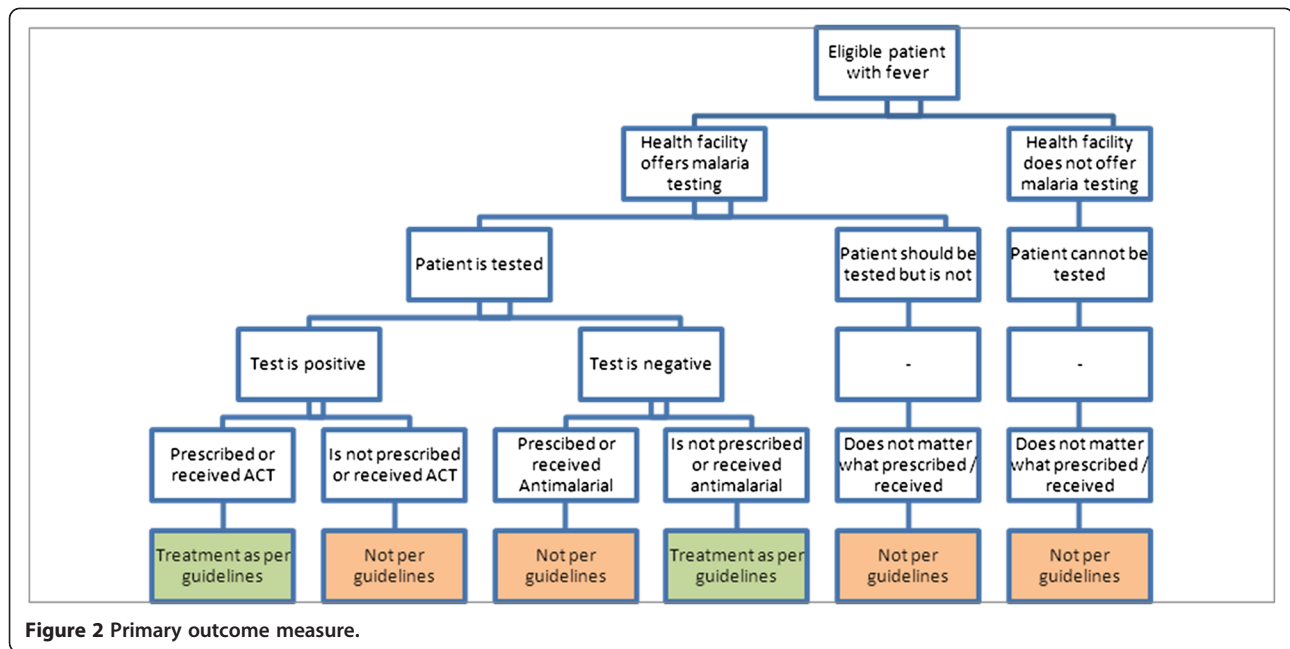 Eligible patient
with fever
Health facility
offers malaria
testing
Health facility
does not offer
malaria testing
Patient is tested
Patient should be
tested but is not
Patient cannot be
tested
Test is positive
Test is negative
-
-
Prescribed or
received ACT
Is not prescribed
or received ACT
Prescibed or
received
Antimalarial
Is not prescribed
or received
antimalarial
Does not matter
what prescribed /
received
Does not matter
what prescribed /
received
Treatment as per
guidelines
Not per
guidelines
Not per
guidelines
Treatment as per
guidelines
Not per
guidelines
Not per
guidelines
Figure 2 Primary outcome measure.